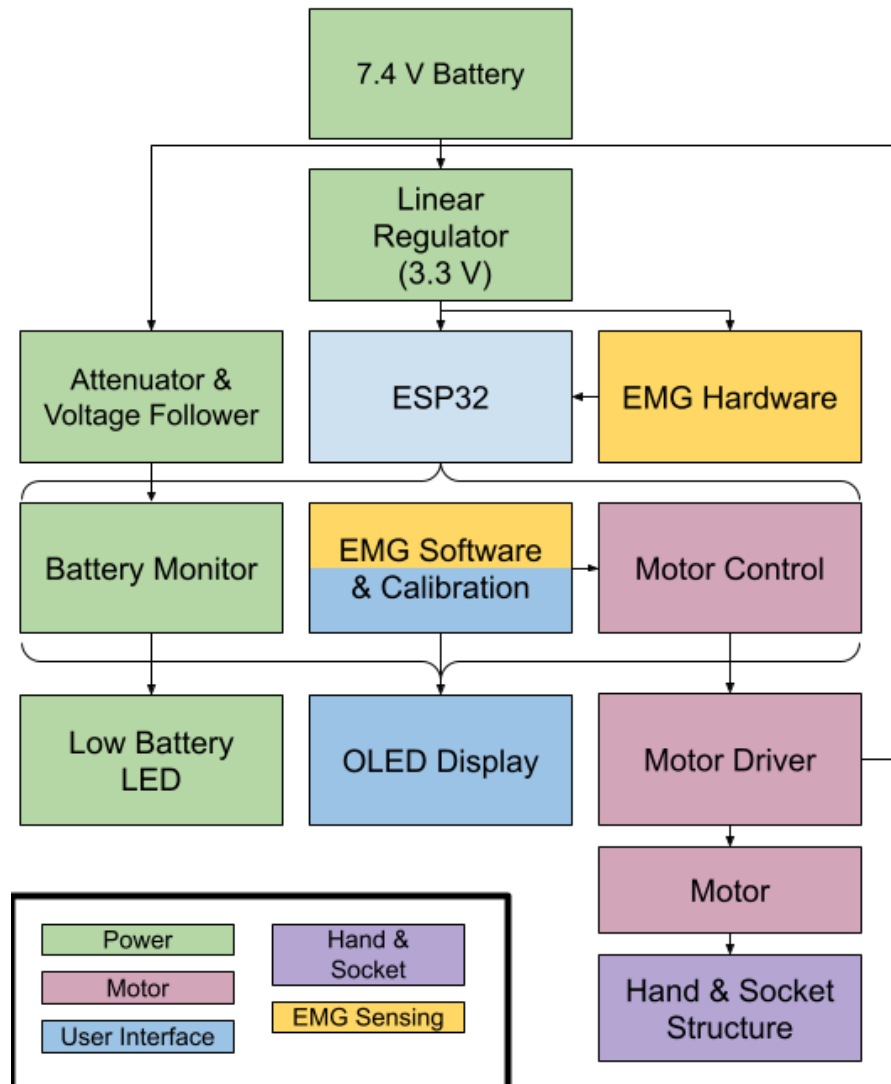 7.4 V Battery
Linear
Regulator
(3.3 V)
Attenuator &
Voltage Follower
ESP32
EMG Hardware
Battery Monitor
EMG Software
& Calibration
Motor Control
Low Battery
LED
OLED Display
Motor Driver
Motor
Hand & Socket
Structure
Power
Motor
User Interface
Hand &
Socket
EMG Sensing